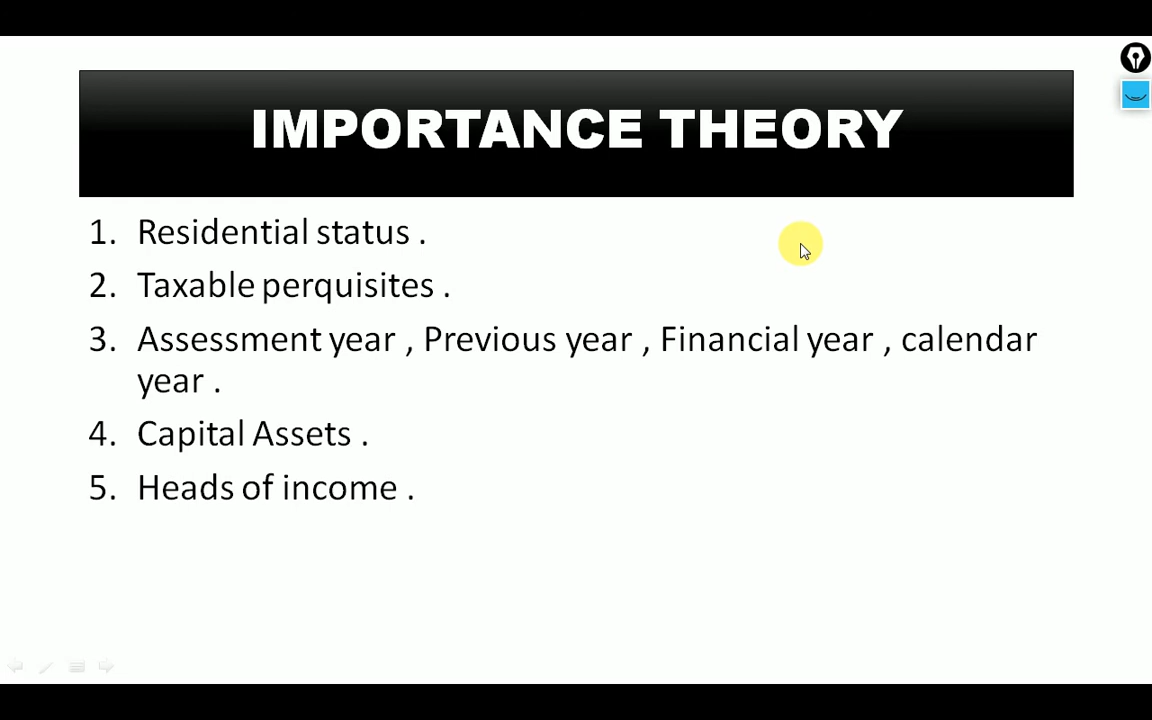 IMPORTANCE THEORY
1. Residential status .
2. Taxable perquisites .
3. Assessment year , Previous year , Financial year , calendar
year .
4. Capital Assets .
5. Heads of income .